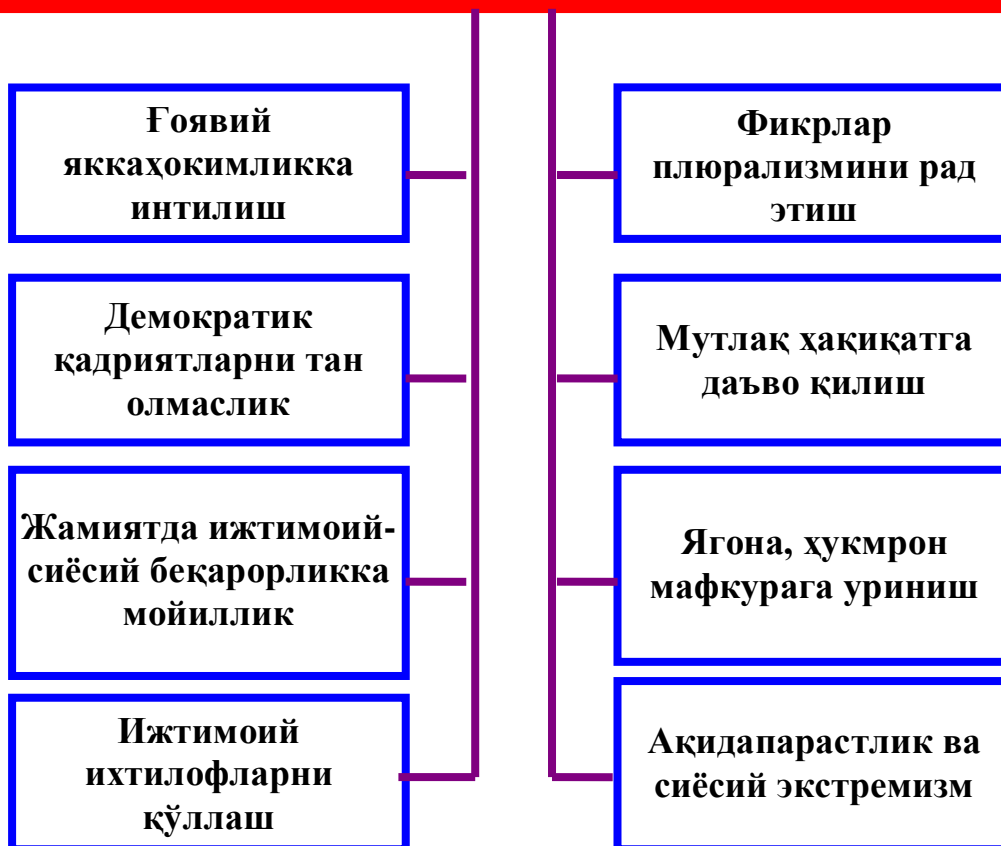 Ғоявий
яккаҳокимликка
интилиш
Демократик
қадриятларни тан
олмаслик
Жамиятда ижтимоий-
сиёсий беқарорликка
мойиллик
Ижтимоий
ихтилофларни
қўллаш
Фикрлар
плюрализмини рад
этиш
Мутлақ ҳақиқатга
даъво қилиш
Ягона, ҳукмрон
мафкурага уриниш
Ақидапарастлик ва
сиёсий экстремизм